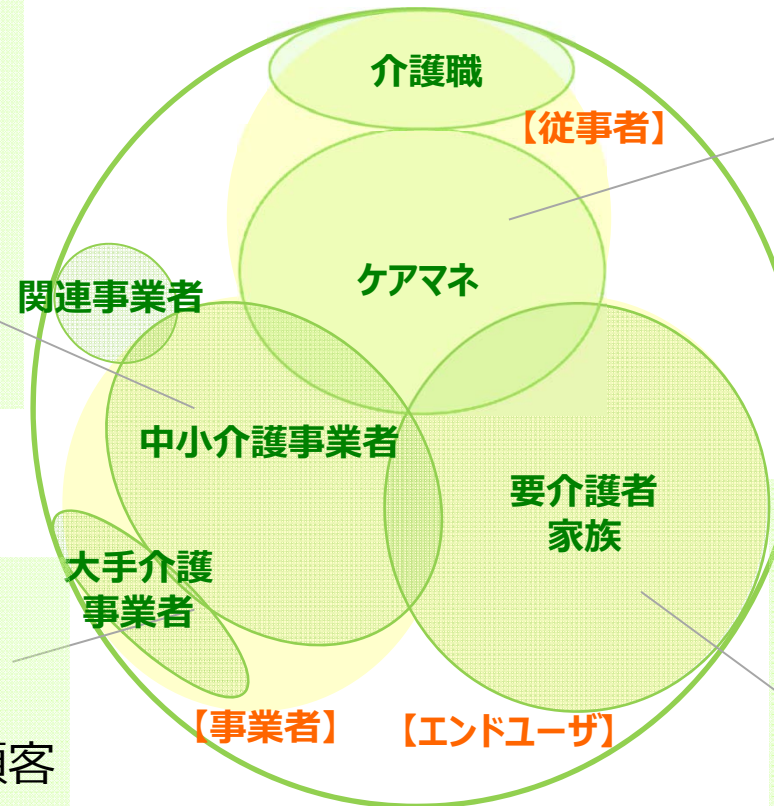 介護職
【従事者】
ケアマネ
関連事業者
中小介護事業者
要介護者
家族
大手介護
事業者
【事業者】
【エンドユーザ】
客